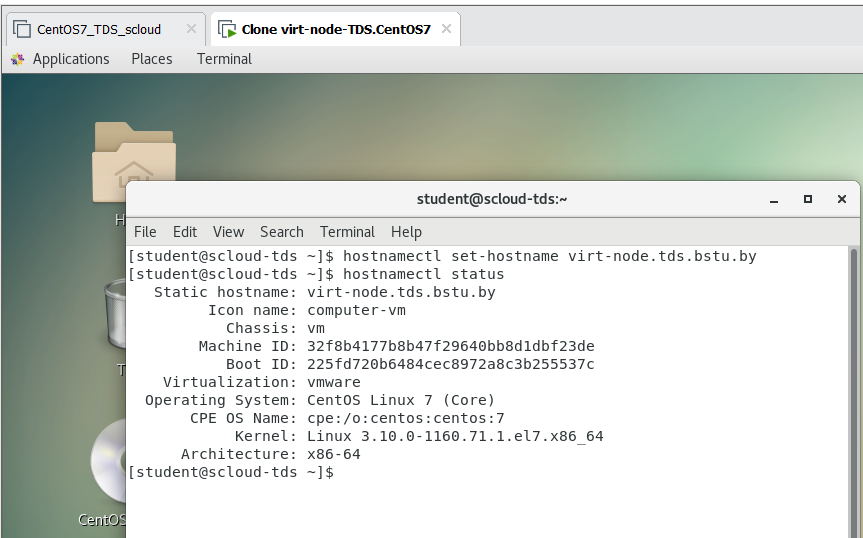 CentOS7_TDS_scloud
Clone virt-node-TDS.CentOS7
Applications Places Terminal
H
student@scloud-tds:~
File Edit View Search Terminal Help
[student@scloud-tds ~]$ hostnamectl set-hostname virt-node.tds.bstu.by
[student@scloud-tds ~]$ hostnamectl status
Static hostname: virt-node.tds.bstu.by
Icon name: computer-vm
Chassis: vm
Machine ID: 32f8b4177b8b47f29640bb8d1dbf23de
Boot ID: 225fd720b6484cec8972a8c3b255537c
Virtualization: vmware
Operating System: CentOS Linux 7 (Core)
CPE OS Name: cpe:/o:centos:centos:7
Kernel: Linux 3.10.0-1160.71.1.el7.x86_64
Architecture: x86-64
[student@scloud-tds ~]$
T
CentOS